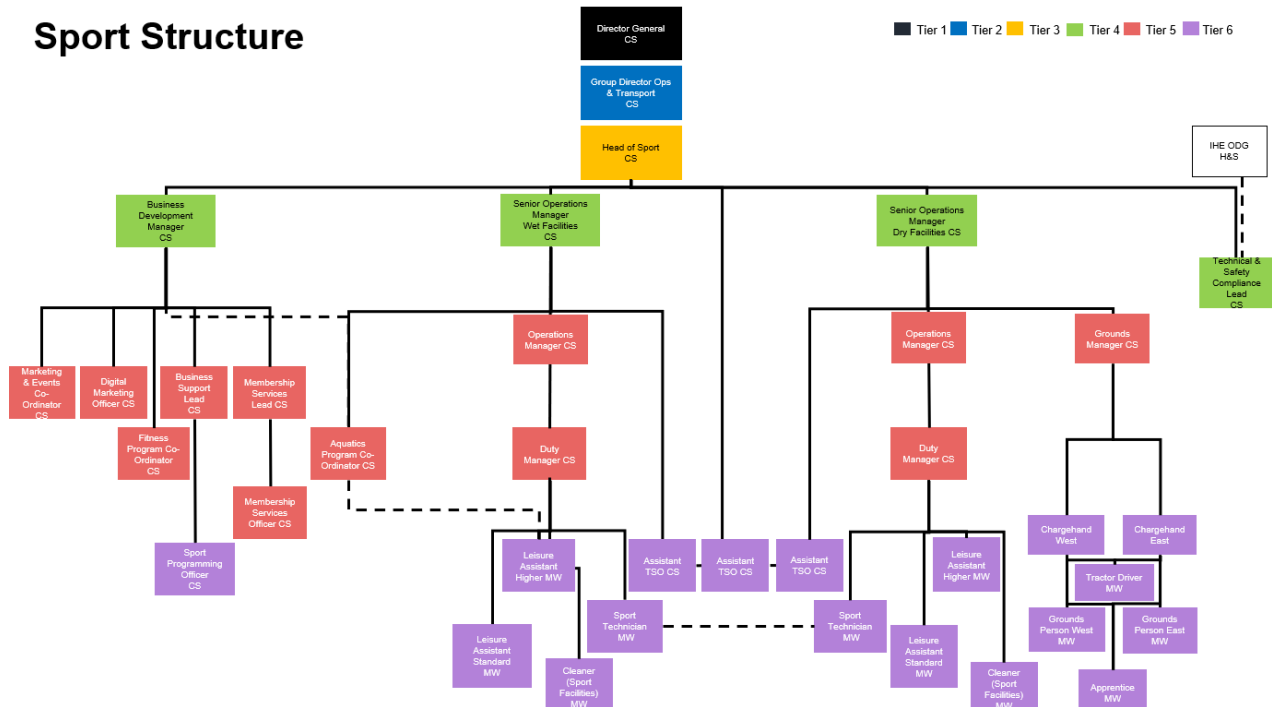 Sport Structure
Tier 1
Tier 2
Tier 3
Tier 4
Tier 5
Tier 6
Director General
CS
Group Director Ops
& Transport
CS
Head of Sport
CS
IHE ODG
H&S
Business
Development
Manager
CS
Senior Operations
Manager
Wet Facilities
CS
Senior Operations
Manager
Dry Facilities CS
Technical &
Safety
Compliance
Lead
CS
Operations
Manager CS
Operations
Manager CS
Grounds
Manager CS
Marketing
& Events
Co-
Ordinator
CS
Digital
Marketing
Officer CS
Business
Support
Lead
CS
Membership
Services
Lead CS
Fitness
Program Co-
Ordinator
CS
Aquatics
Program Co-
Ordinator CS
Duty
Manager CS
Duty
Manager CS
Membership
Services
Officer CS
Sport
Programming
Officer
CS
Leisure
Assistant
Higher MW
Assistant
TSO CS
Assistant
TSO CS
Assistant
TSO CS
Leisure
Assistant
Higher MW
Chargehand
West
Chargehand
East
Tractor Driver
MW
Sport
Technician
MW
Sport
Technician
MW
Grounds
Person West
MW
Grounds
Person East
MW
Leisure
Assistant
Standard
MW
Leisure
Assistant
Standard
MW
Cleaner
(Sport
Facilities)
MW
Cleaner
(Sport
Facilities)
MW
Apprentice
MW